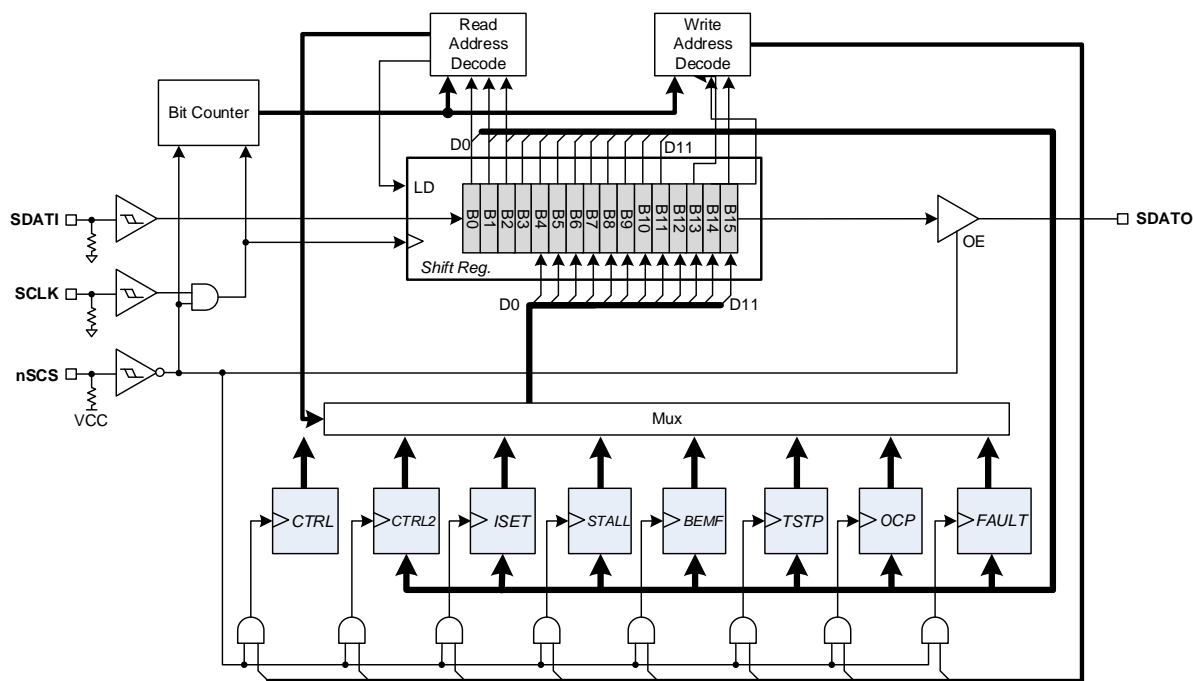 Read
Address
Decode
Write
Address
Decode
Bit Counter
D0
D11
LD
SDATI
B0
B1
B2
B3
B4
B5
B6
B7
B8
B9
B10
B11
B12
B13
B14
B15
SDATO
OE
Shift Reg.
SCLK
D0
D11
nSCS
VCC
Mux
CTRL
CTRL2
ISET
STALL
BEMF
TSTP
OCP
FAULT